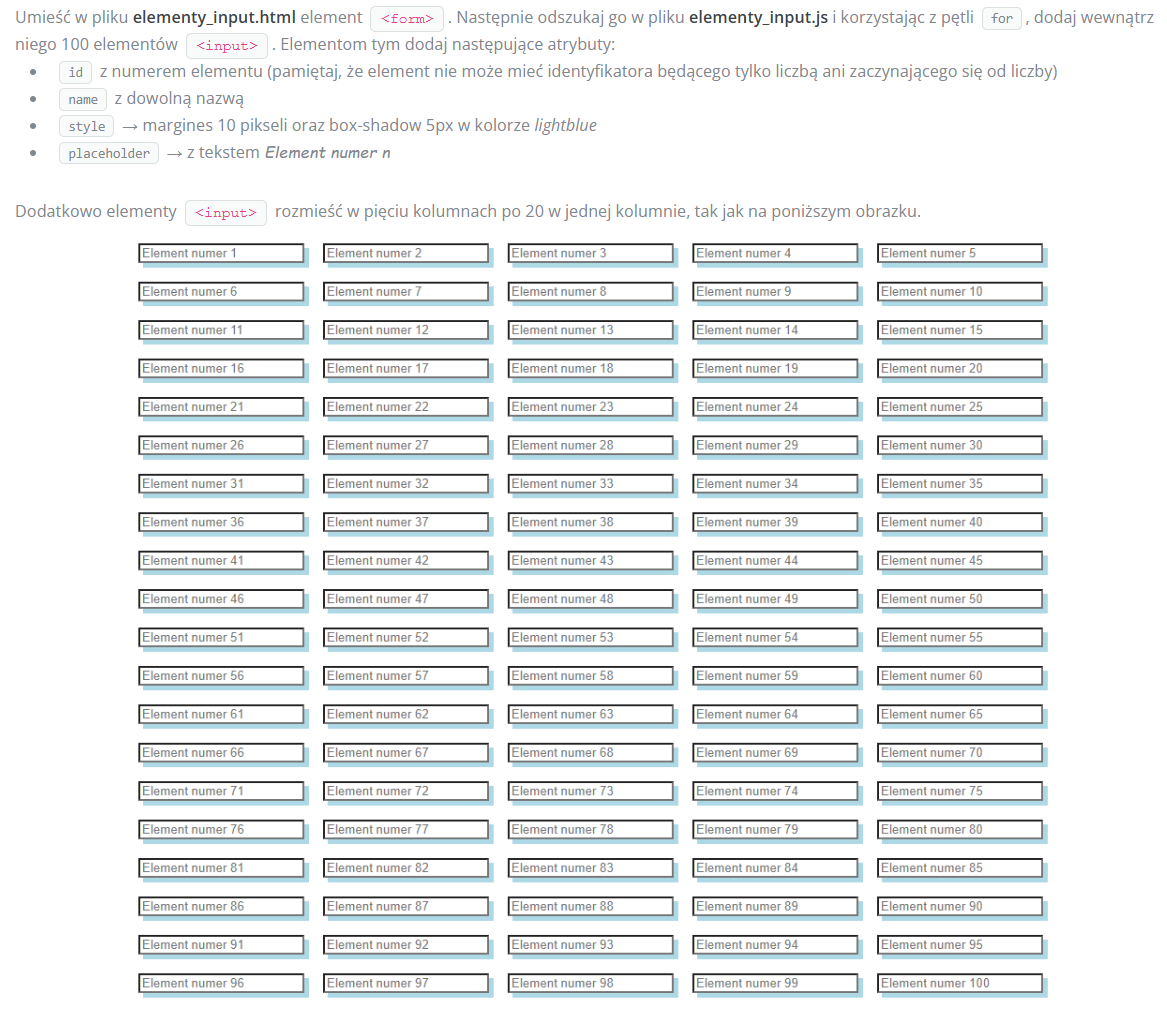 Umieść w pliku elementy_input.html element <form> . Następnie odszukaj go w pliku elementy_input.js i korzystając z pętli for , dodaj wewnątrz
niego 100 elementów <input> . Elementom tym dodaj następujące atrybuty:
• id z numerem elementu (pamiętaj, że element nie może mieć identyfikatora będącego tylko liczbą ani zaczynającego się od liczby)
• name z dowolną nazwą
• style → margines 10 pikseli oraz box-shadow 5px w kolorze lightblue
• placeholder → z tekstem Element numer n
Dodatkowo elementy <input> rozmieść w pięciu kolumnach po 20 w jednej kolumnie, tak jak na poniższym obrazku.
Element numer 1 Element numer 2 Element numer 3 Element numer 4 Element numer 5
Element numer 6 Element numer 7 Element numer 8 Element numer 9 Element numer 10
Element numer 11 Element numer 12 Element numer 13 Element numer 14 Element numer 15
Element numer 16 Element numer 17 Element numer 18 Element numer 19 Element numer 20
Element numer 21 Element numer 22 Element numer 23 Element numer 24 Element numer 25
Element numer 26 Element numer 27 Element numer 28 Element numer 29 Element numer 30
Element numer 31 Element numer 32 Element numer 33 Element numer 34 Element numer 35
Element numer 36 Element numer 37 Element numer 38 Element numer 39 Element numer 40
Element numer 41 Element numer 42 Element numer 43 Element numer 44 Element numer 45
Element numer 46 Element numer 47 Element numer 48 Element numer 49 Element numer 50
Element numer 51 Element numer 52 Element numer 53 Element numer 54 Element numer 55
Element numer 56 Element numer 57 Element numer 58 Element numer 59 Element numer 60
Element numer 61 Element numer 62 Element numer 63 Element numer 64 Element numer 65
Element numer 66 Element numer 67 Element numer 68 Element numer 69 Element numer 70
Element numer 71 Element numer 72 Element numer 73 Element numer 74 Element numer 75
Element numer 76 Element numer 77 Element numer 78 Element numer 79 Element numer 80
Element numer 81 Element numer 82 Element numer 83 Element numer 84 Element numer 85
Element numer 86 Element numer 87 Element numer 88 Element numer 89 Element numer 90
Element numer 91 Element numer 92 Element numer 93 Element numer 94 Element numer 95
Element numer 96 Element numer 97 Element numer 98 Element numer 99 Element numer 100